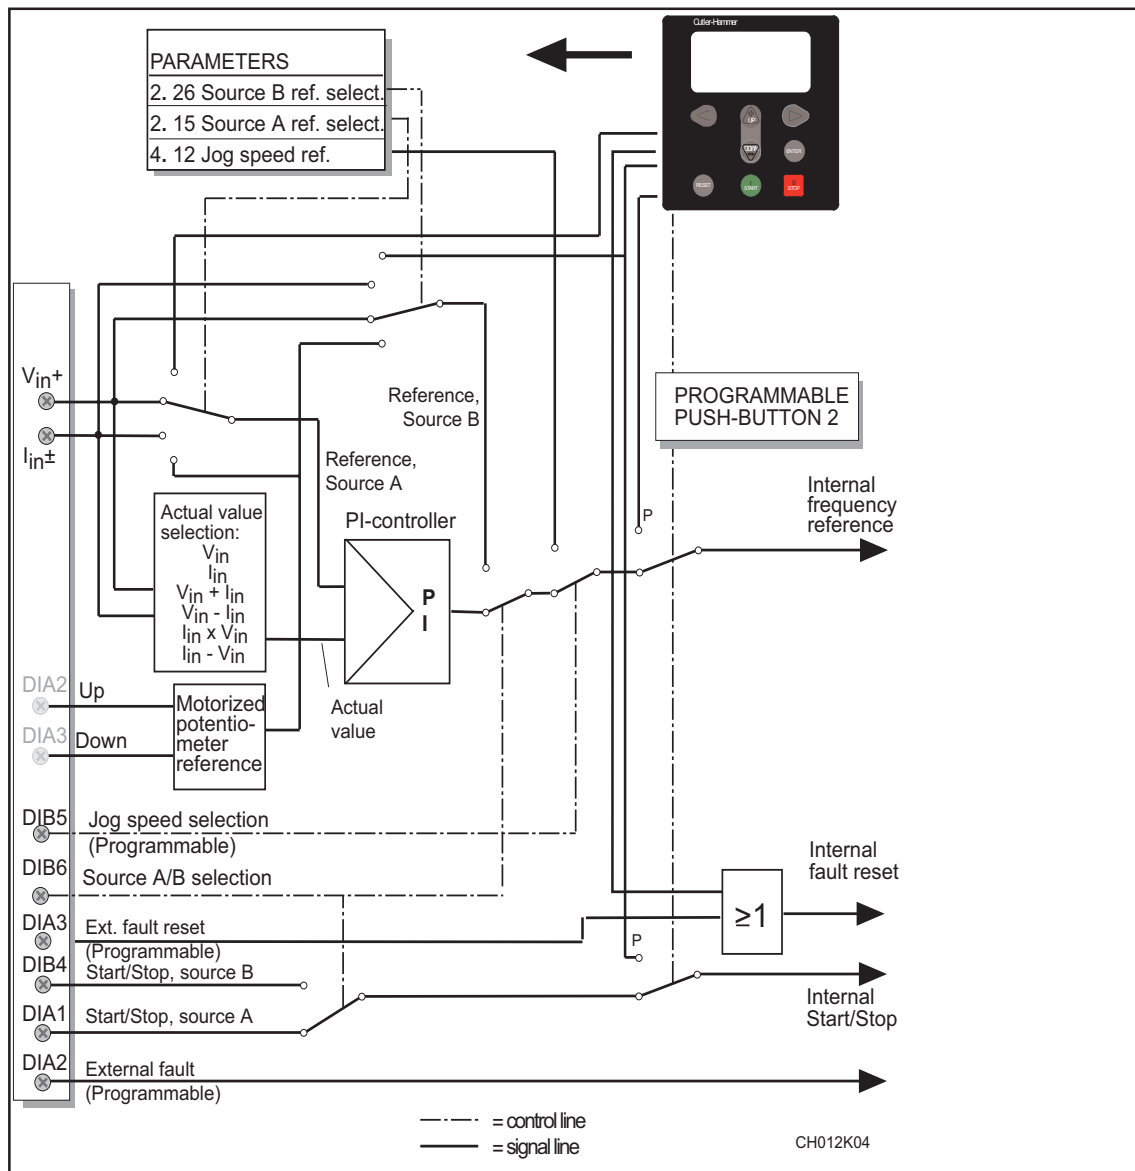 Cutler-Hammer
PARAMETERS
2. 26 Source B ref. select.
2. 15 Source A ref. select.
4. 12 Jog speed ref.
UP
DOWN
ENTER
RESET
I
START
0
STOP
Vin+
Iin±
Reference,
Source B
PROGRAMMABLE
PUSH-BUTTON 2
Reference,
Source A
Internal
frequency
reference
Actual value
selection:
Vin
Iin
Vin + Iin
Vin - Iin
Iin x Vin
Iin - Vin
PI-controller
P
I
P
DIA2
Up
DIA3
Down
Motorized
potentio-
meter
reference
Actual
value
DIB5
Jog speed selection
(Programmable)
DIB6
Source A/B selection
Internal
fault reset
≥1
DIA3
Ext. fault reset
(Programmable)
P
DIB4
Start/Stop, source B
DIA1
Start/Stop, source A
Internal
Start/Stop
DIA2
External fault
(Programmable)
= control line
= signal line
CH012K04